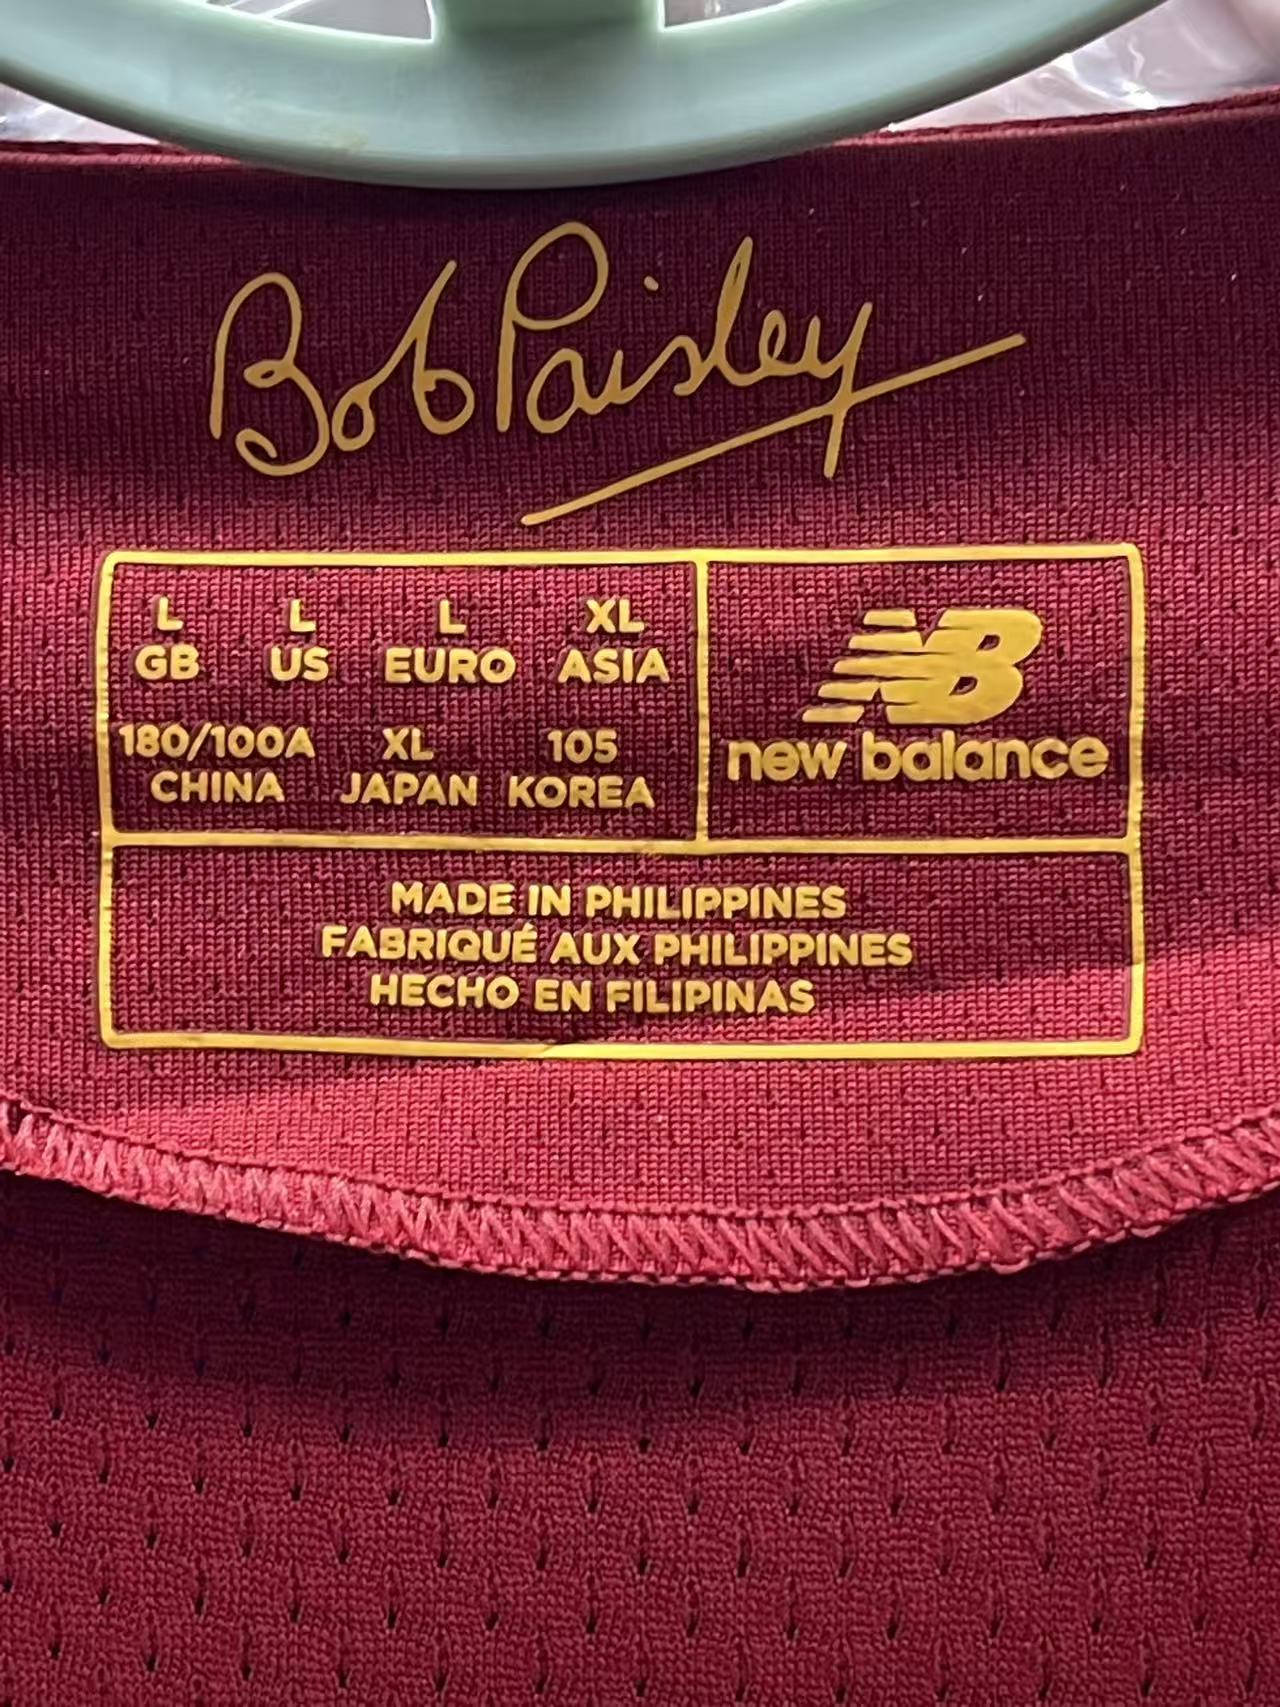 Bob Paisley
L L L XL
GB US EURO ASIA
180/100A XL 105
CHINA JAPAN KOREA
NB
new balance
MADE IN PHILIPPINES
FABRIQUÉ AUX PHILIPPINES
HECHO EN FILIPINAS